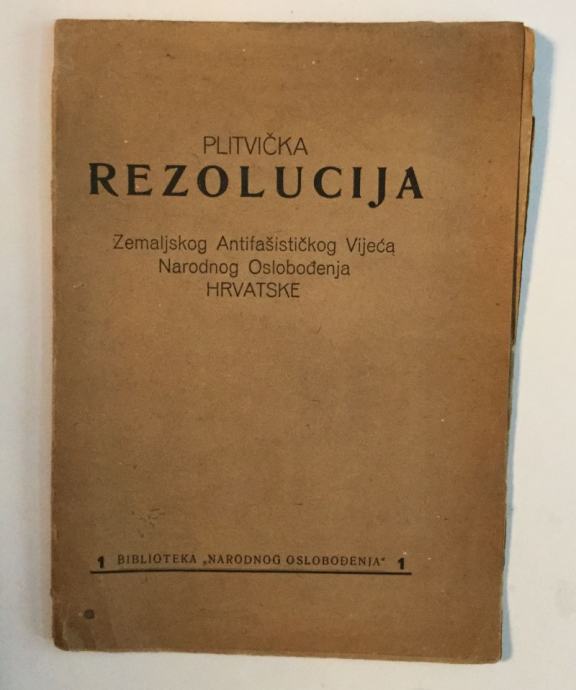 PLITVIČKA
REZOLUCIJA
Zemaljskog Antifašističkog Vijeća
Narodnog Oslobođenja
HRVATSKE
1 BIBLIOTEKA „NARODNOG OSLOBOĐENJA“ 1